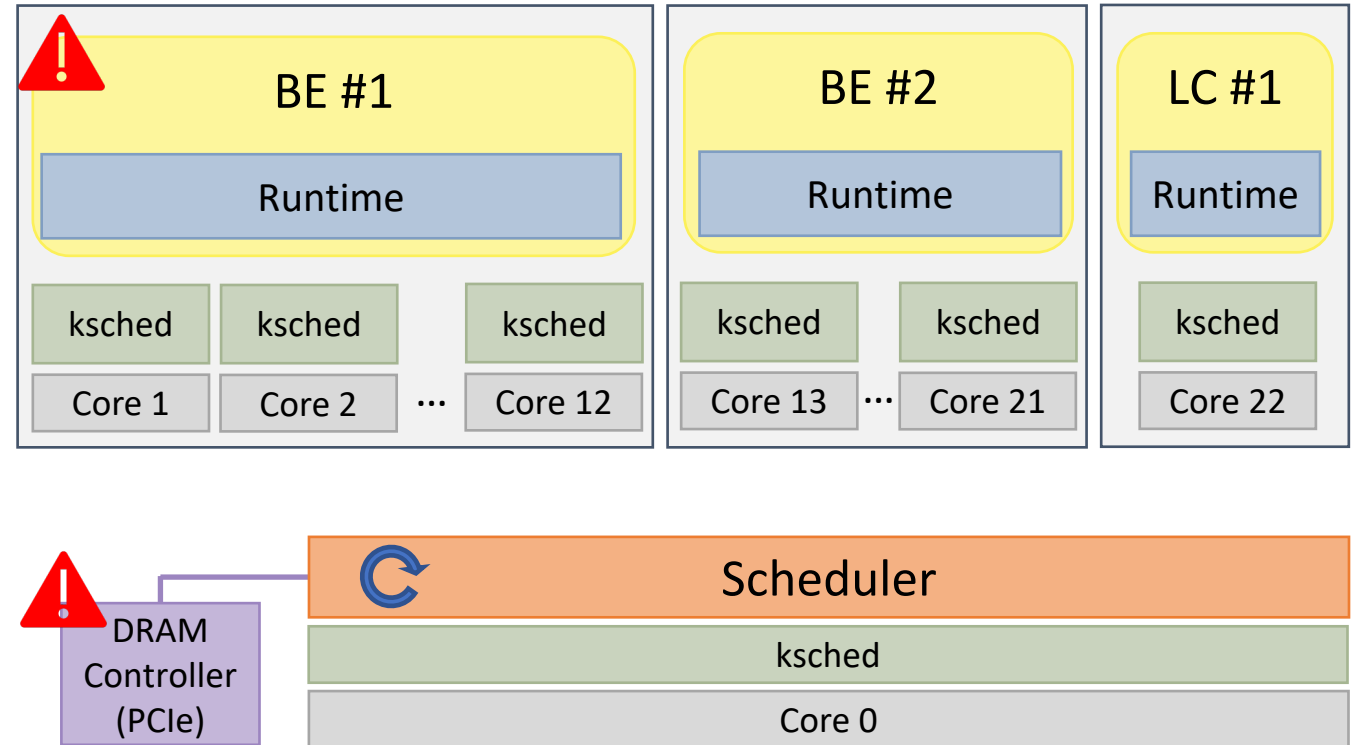 BE #1
BE #2
LC #1
Runtime
Runtime
Runtime
ksched
ksched
ksched
ksched
ksched
ksched
Core 1
Core 2
...
Core 12
Core 13
...
Core 21
Core 22
Scheduler
DRAM
Controller
(PCIe)
ksched
Core 0